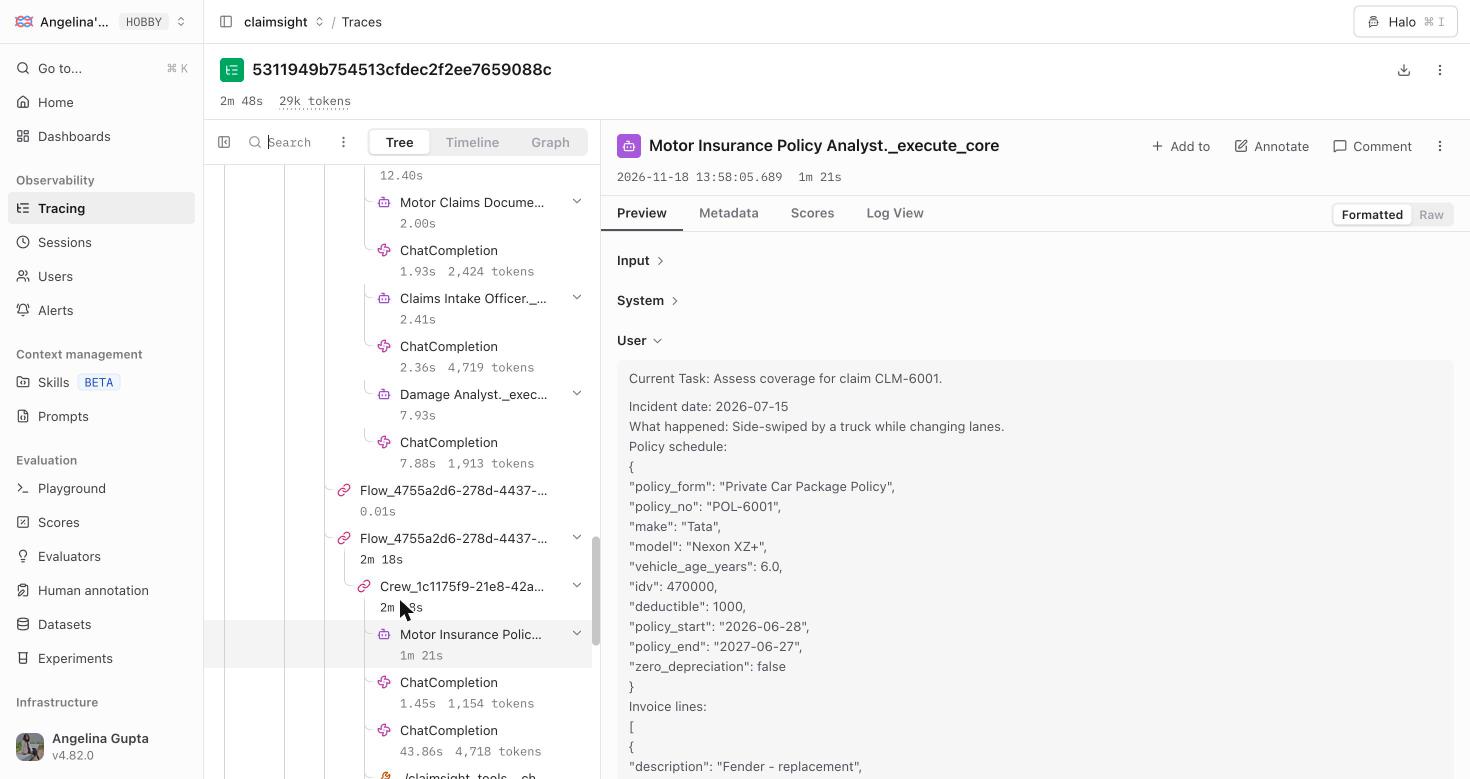 Angelina'...
HOBBY
claimsight / Traces
Halo ⌘ I
Go to... ⌘ K
Home
Dashboards
Observability
Tracing
Sessions
Users
Alerts
Context management
Skills BETA
Prompts
Evaluation
Playground
Scores
Evaluators
Human annotation
Datasets
Experiments
Infrastructure
Angelina Gupta
v4.82.0
5311949b754513cfdec2f2ee7659088c
2m 48s 29k tokens
Search
Tree Timeline Graph
12.40s
Motor Claims Docume...
2.00s
ChatCompletion
1.93s 2,424 tokens
Claims Intake Officer._...
2.41s
ChatCompletion
2.36s 4,719 tokens
Damage Analyst._exec...
7.93s
ChatCompletion
7.88s 1,913 tokens
Flow_4755a2d6-278d-4437-...
0.01s
Flow_4755a2d6-278d-4437-...
2m 18s
Crew_1c1175f9-21e8-42a...
2m 8s
Motor Insurance Polic...
1m 21s
ChatCompletion
1.45s 1,154 tokens
ChatCompletion
43.86s 4,718 tokens
Motor Insurance Policy Analyst._execute_core
Add to Annotate Comment
2026-11-18 13:58:05.689 1m 21s
Preview Metadata Scores Log View
Formatted Raw
Input
System
User
Current Task: Assess coverage for claim CLM-6001.
Incident date: 2026-07-15
What happened: Side-swiped by a truck while changing lanes.
Policy schedule:
{
"policy_form": "Private Car Package Policy",
"policy_no": "POL-6001",
"make": "Tata",
"model": "Nexon XZ+",
"vehicle_age_years": 6.0,
"idv": 470000,
"deductible": 1000,
"policy_start": "2026-06-28",
"policy_end": "2027-06-27",
"zero_depreciation": false
}
Invoice lines:
[
{
"description": "Fender - replacement",